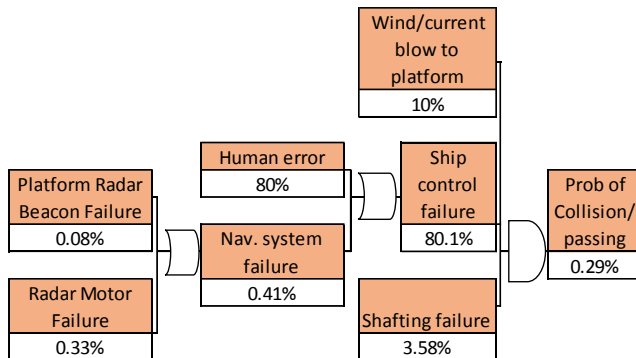 Wind/current
blow to
platform
10%
Human error
80%
Ship
control
failure
80.1%
Platform Radar
Beacon Failure
0.08%
Nav. system
failure
0.41%
Prob of
Collision/
passing
0.29%
Radar Motor
Failure
0.33%
Shafting failure
3.58%